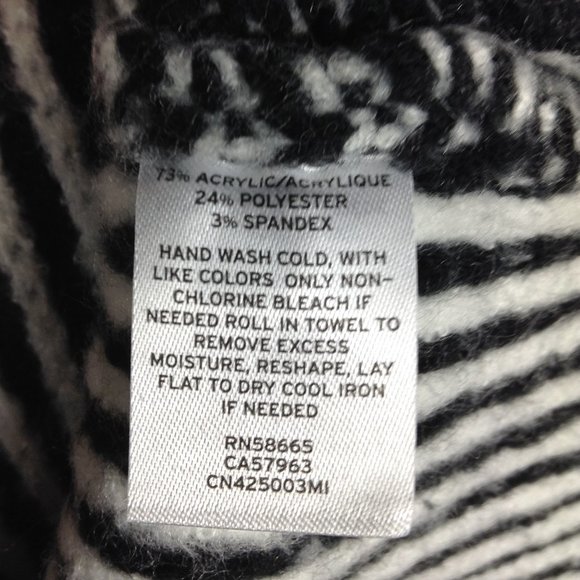 73% ACRYLIC/ACRYLIQUE
24% POLYESTER
3% SPANDEX
HAND WASH COLD, WITH
LIKE COLORS ONLY NON-
CHLORINE BLEACH IF
NEEDED ROLL IN TOWEL TO
REMOVE EXCESS
MOISTURE, RESHAPE, LAY
FLAT TO DRY COOL IRON
IF NEEDED
RN58665
CA57963
CN425003MI